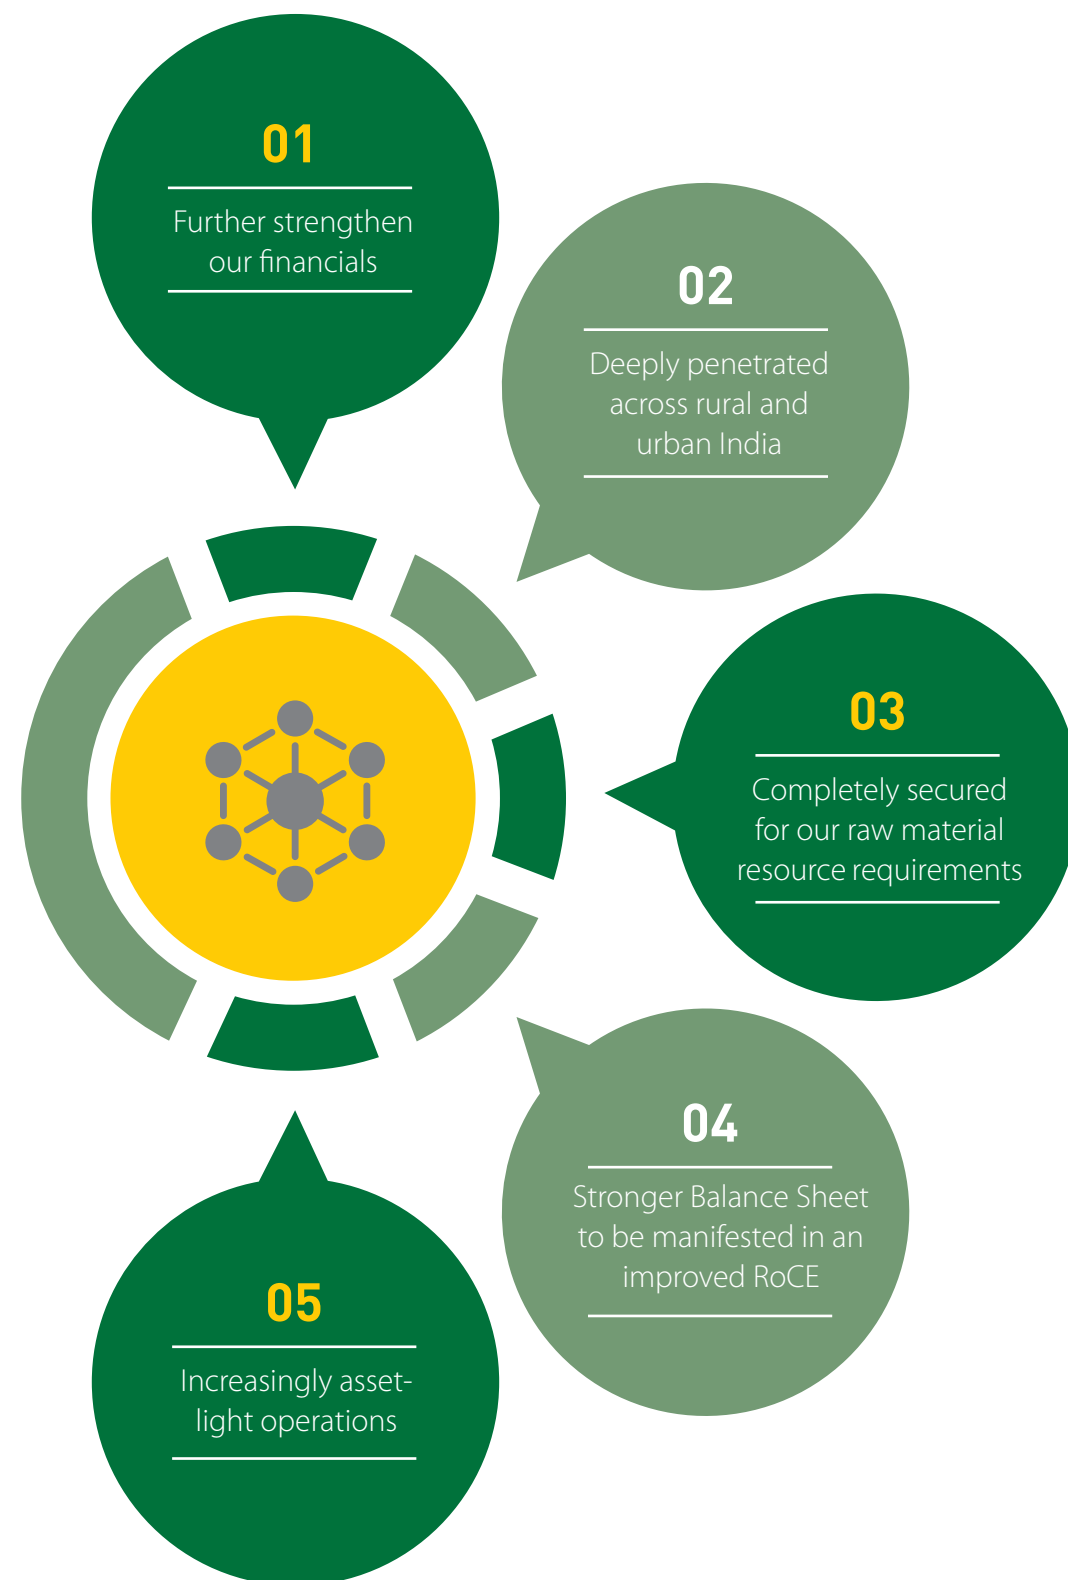 01
Further strengthen
our financials
02
Deeply penetrated
across rural and
urban India
03
Completely secured
for our raw material
resource requirements
04
Stronger Balance Sheet
to be manifested in an
improved RoCE
05
Increasingly asset-
light operations